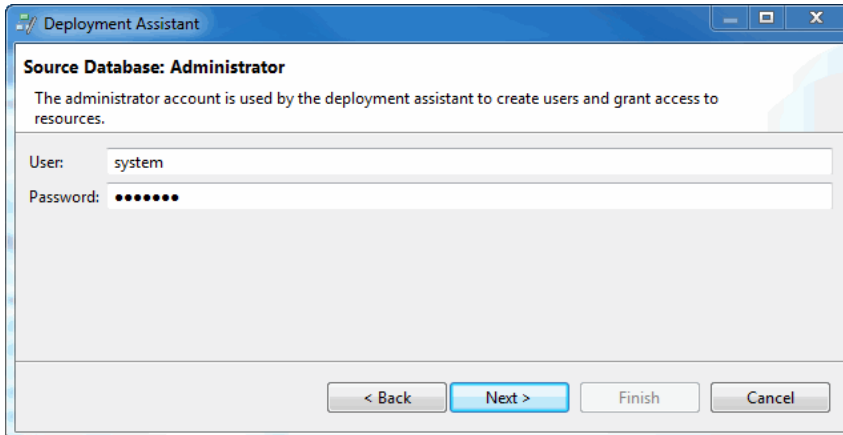 Deployment Assistant
Source Database: Administrator
The administrator account is used by the deployment assistant to create users and grant access to
resources.
User: system
Password: •••••••
< Back Next > Finish Cancel